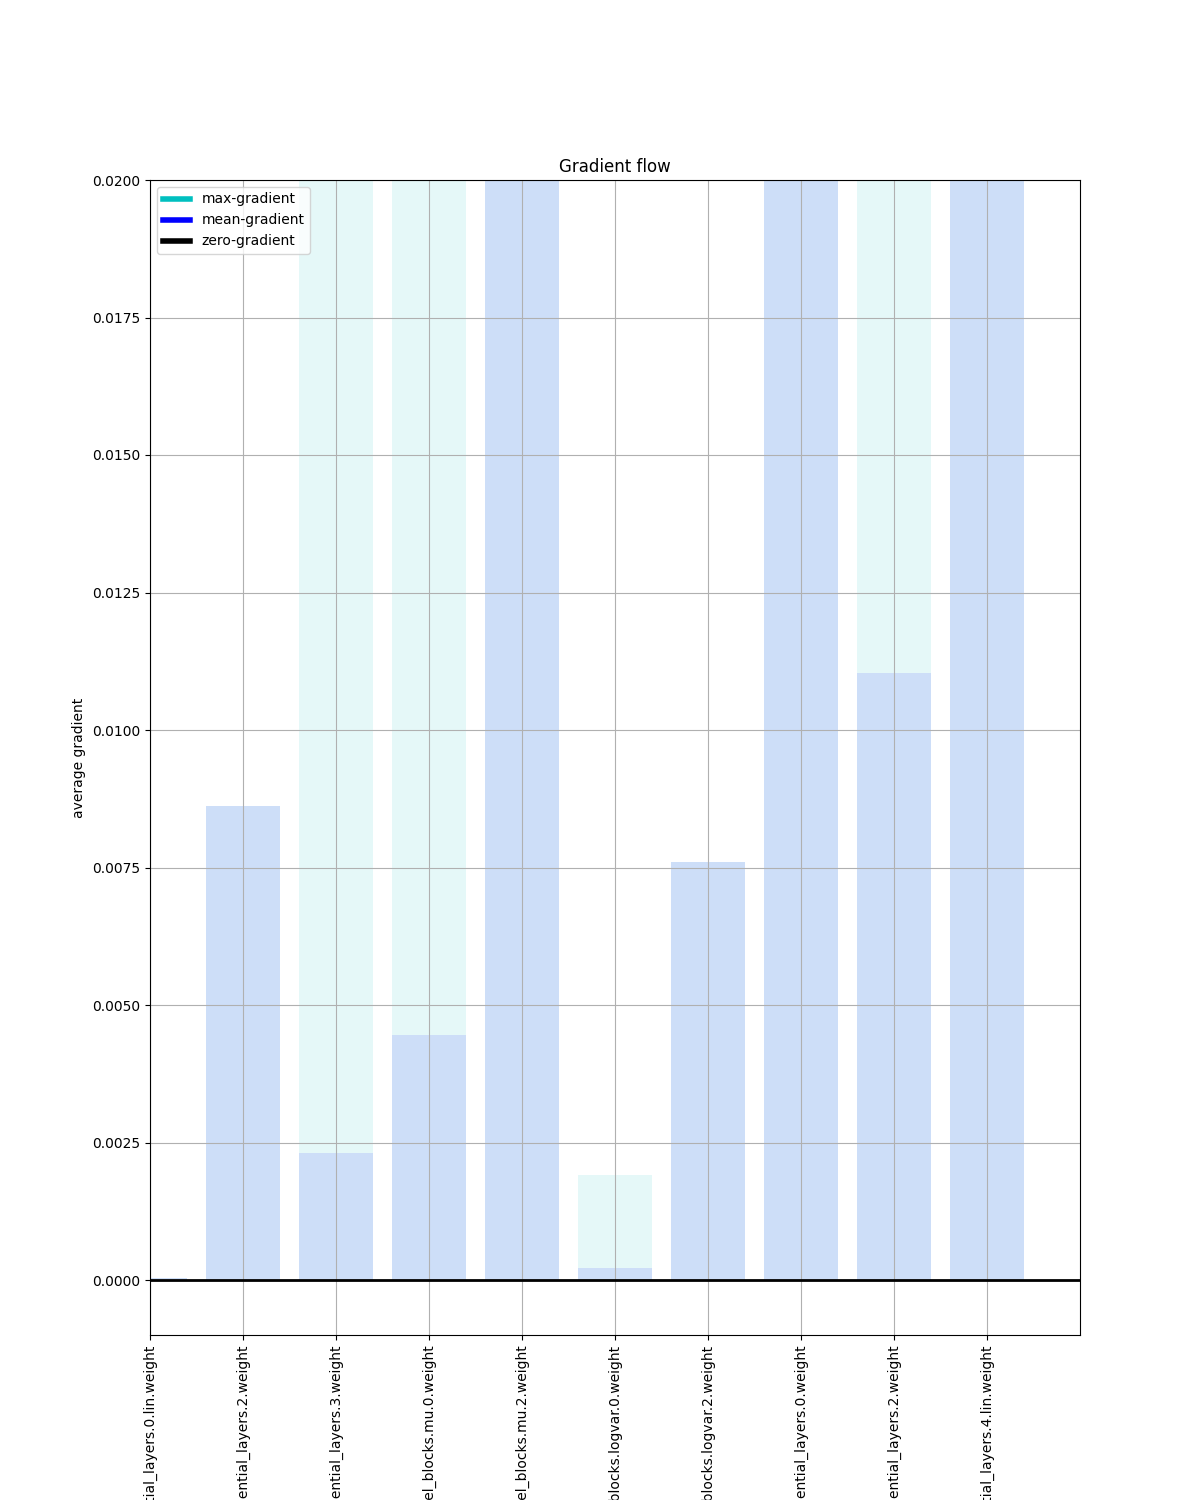 Gradient flow
max-gradient
mean-gradient
zero-gradient
0.0200
0.0175
0.0150
0.0125
0.0100
0.0075
0.0050
0.0025
0.0000
average gradient
tial_layers.0.lin.weight
ential_layers.2.weight
ential_layers.3.weight
el_blocks.mu.0.weight
el_blocks.mu.2.weight
blocks.logvar.0.weight
blocks.logvar.2.weight
ential_layers.0.weight
ential_layers.2.weight
tial_layers.4.lin.weight